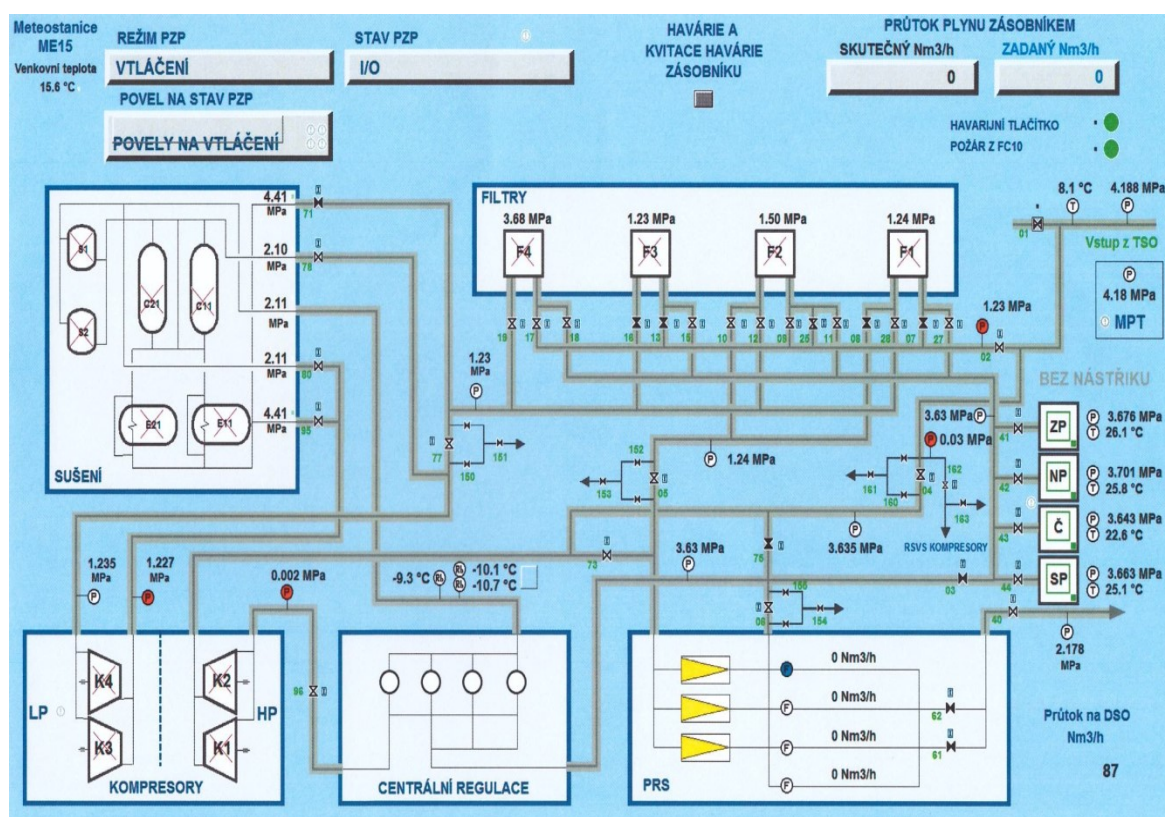 Meteostanice
ME15
Venkovní teplota
15.6 °C
REŽIM PZP
VTLÁČENÍ
POVEL NA STAV PZP
POVELY NA VTLÁČENÍ
STAV PZP
I/O
HAVÁRIE A
KVITACE HAVÁRIE
ZÁSOBNÍKU
PRŮTOK PLYNU ZÁSOBNÍKEM
SKUTEČNÝ Nm3/h
ZADANÝ Nm3/h
0
0
HAVARIJNÍ TLAČÍTKO
POŽÁR Z FC10
8.1 °C
4.188 MPa
T
P
01
Vstup z TSO
P
4.18 MPa
MPT
4.41
MPa
71
2.10
MPa
78
2.11
MPa
2.11
MPa
80
4.41
MPa
95
S1
S2
C21
C11
E21
E11
SUŠENÍ
FILTRY
3.68 MPa
1.23 MPa
1.50 MPa
1.24 MPa
F4
F3
F2
F1
19
17
18
16
13
15
10
12
09
25
11
08
26
07
27
1.23 MPa
P
02
1.23
MPa
P
77
151
150
152
153
05
P
1.24 MPa
3.63 MPa
P
P
0.03 MPa
162
161
160
04
163
RSVS KOMPRESORY
BEZ NÁSTŘIKU
41
ZP
P
3.676 MPa
T
26.1 °C
42
NP
P
3.701 MPa
T
25.8 °C
43
Č
P
3.643 MPa
T
22.6 °C
44
SP
P
3.663 MPa
T
25.1 °C
P
3.635 MPa
75
73
3.63 MPa
P
03
155
154
06
40
P
2.178
MPa
1.235
MPa
P
1.227
MPa
P
0.002 MPa
P
-9.3 °C
-10.1 °C
-10.7 °C
96
K4
K3
K2
K1
LP
HP
KOMPRESORY
CENTRÁLNÍ REGULACE
0 Nm3/h
F
0 Nm3/h
F
0 Nm3/h
F
0 Nm3/h
F
62
61
PRS
Průtok na DSO
Nm3/h
87